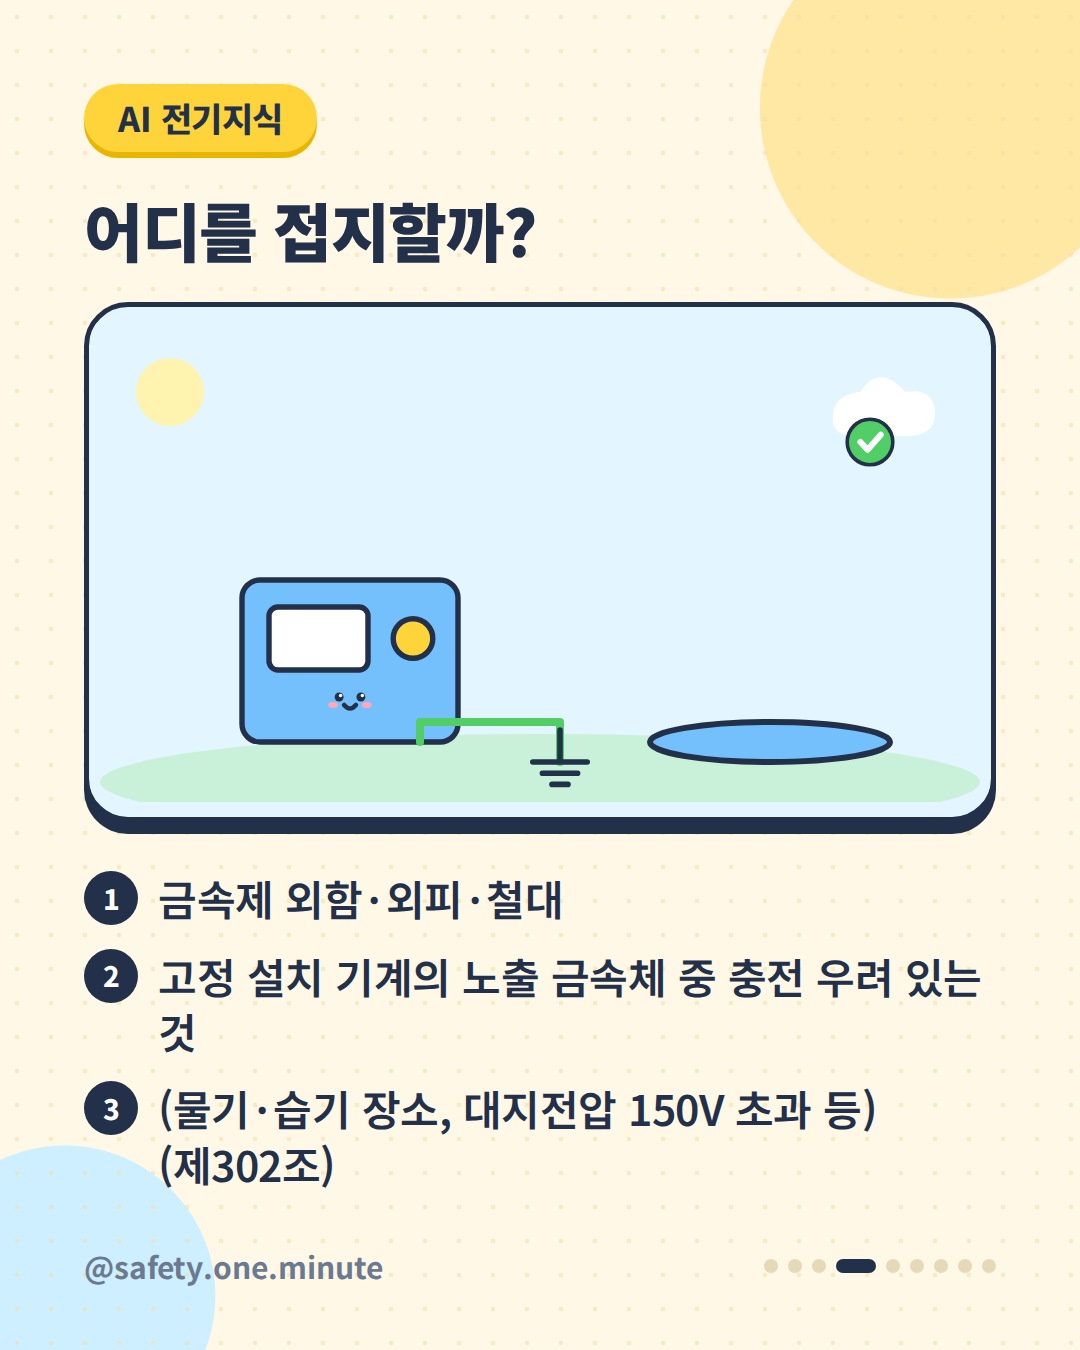 AI 전기지식
어디를 접지할까?
1 금속제 외함·외피·철대
2 고정 설치 기계의 노출 금속체 중 충전 우려 있는
것
3 (물기·습기 장소, 대지전압 150V 초과 등)
(제302조)
@safety.one.minute